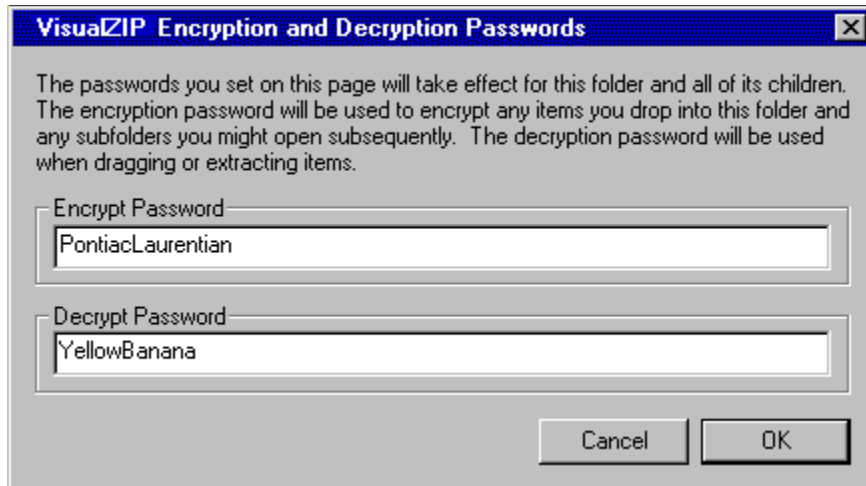 VisualZIP Encryption and Decryption Passwords
The passwords you set on this page will take effect for this folder and all of its children.
The encryption password will be used to encrypt any items you drop into this folder and
any subfolders you might open subsequently. The decryption password will be used
when dragging or extracting items.
Encrypt Password
PontiacLaurentian
Decrypt Password
YellowBanana
Cancel OK